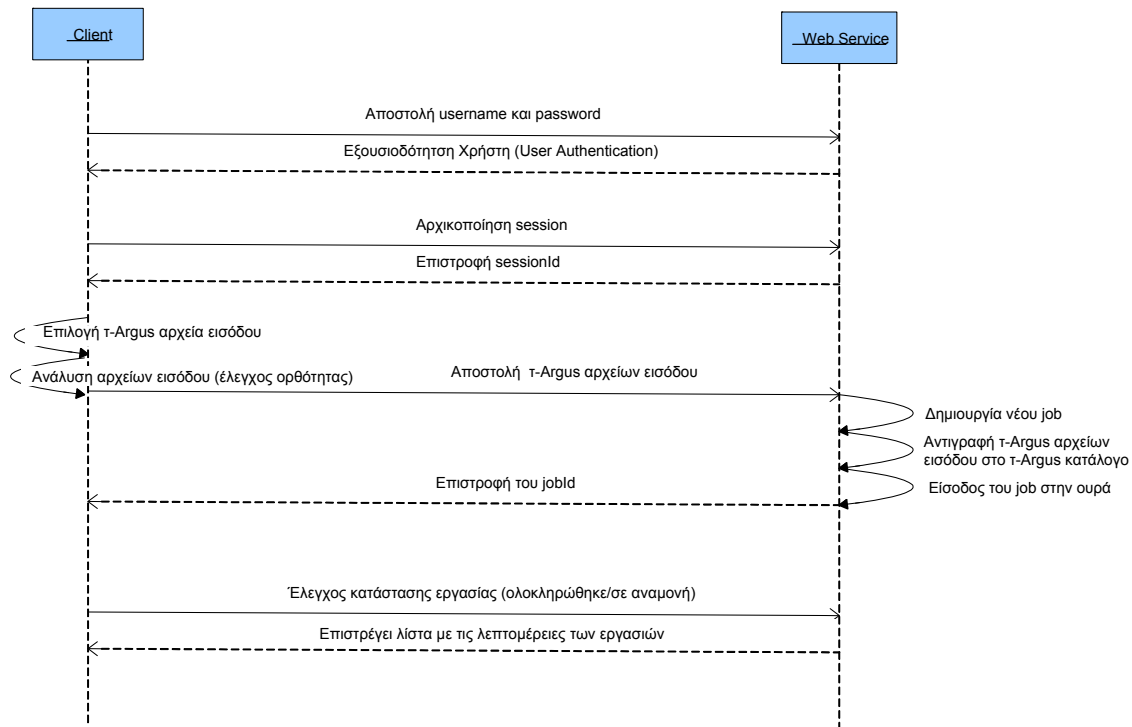 Client
Web Service
Αποστολή username και password
Εξουσιοδότητση Χρήστη (User Authentication)
Αρχικοποίηση session
Επιστροφή sessionId
Επιλογή τ-Argus αρχεία εισόδου
Ανάλυση αρχείων εισόδου (έλεγχος ορθότητας)
Αποστολή τ-Argus αρχείων εισόδου
Δημιουργία νέου job
Αντιγραφή τ-Argus αρχείων
εισόδου στο τ-Argus κατάλογο
Είσοδος του job στην ουρά
Επιστροφή του jobId
Έλεγχος κατάστασης εργασίας (ολοκληρώθηκε/σε αναμονή)
Επιστρέγει λίστα με τις λεπτομέρειες των εργασιών